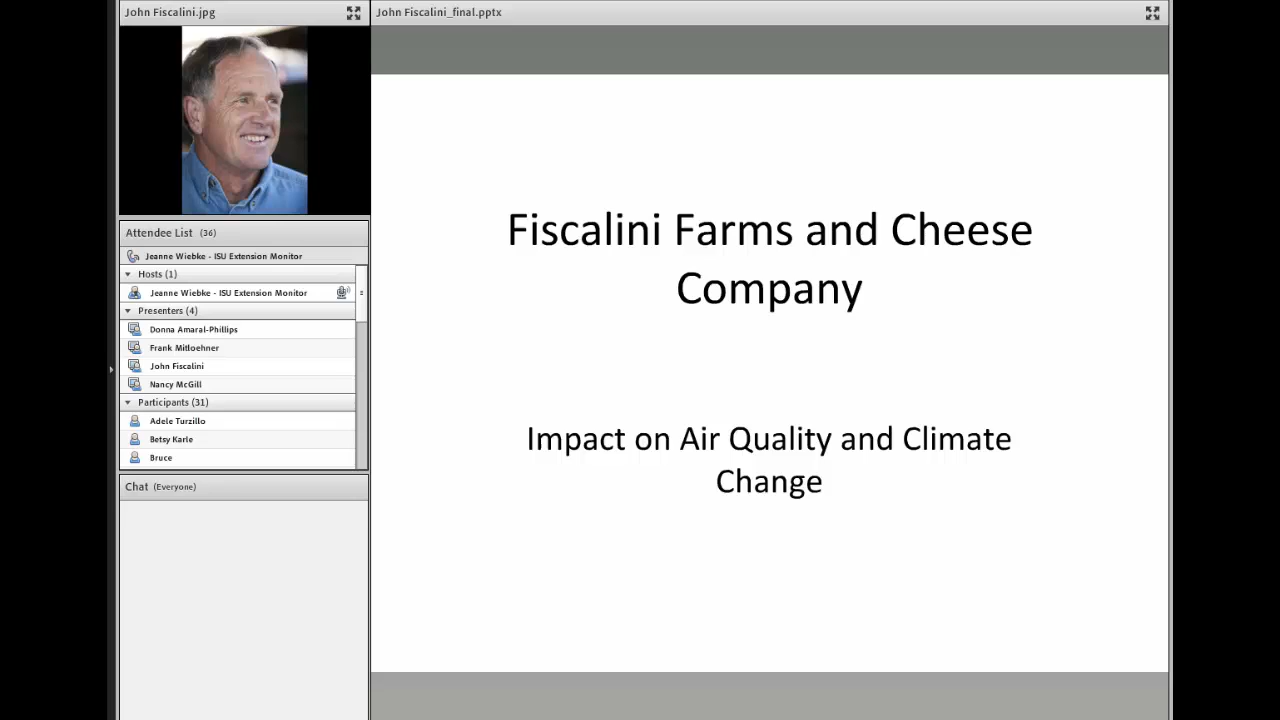 John Fiscalini.jpg
Attendee List (36)
Jeanne Wiebke - ISU Extension Monitor
Hosts (1)
Jeanne Wiebke - ISU Extension Monitor
Presenters (4)
Donna Amaral-Phillips
Frank Mitloehner
John Fiscalini
Nancy McGill
Participants (31)
Adele Turzillo
Betsy Karle
Bruce
Chat (Everyone)
John Fiscalini_final.pptx
Fiscalini Farms and Cheese
Company
Impact on Air Quality and Climate
Change